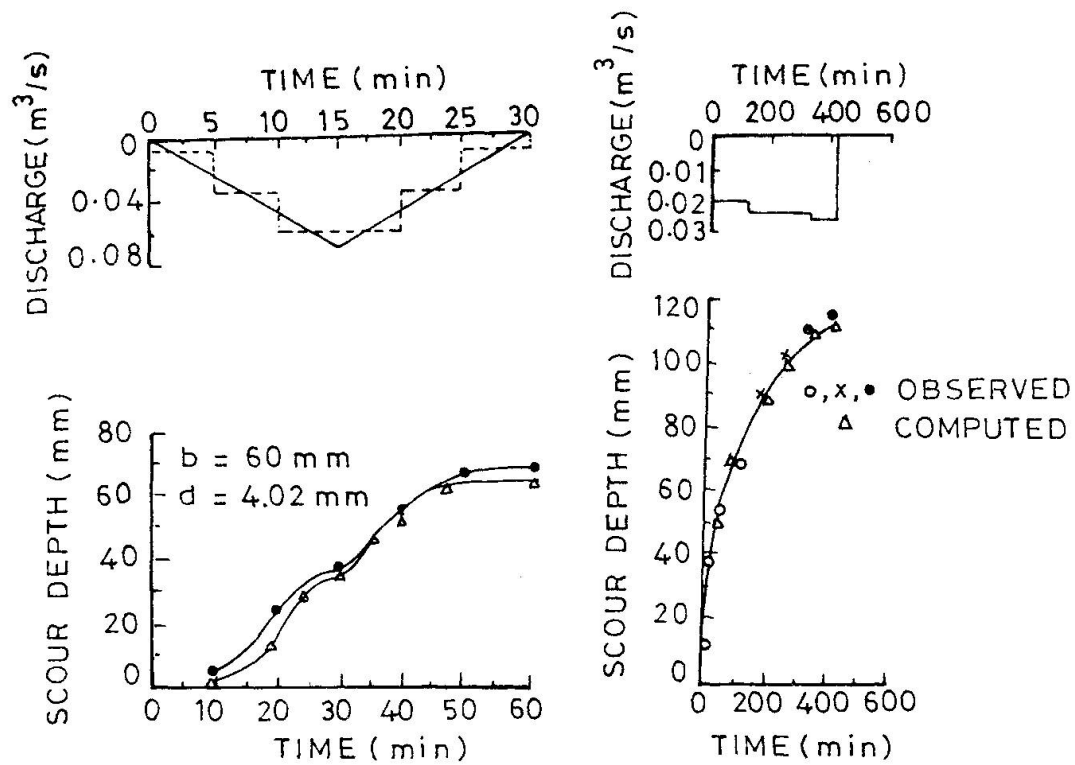 TIME (min)
0 5 10 15 20 25 30
DISCHARGE (m³/s)
0
0·04
0·08
TIME (min)
0 200 400 600
DISCHARGE (m³/s)
0
0·01
0·02
0·03
SCOUR DEPTH (mm)
80
60
40
20
0
b = 60 mm
d = 4.02 mm
0 10 20 30 40 50 60
TIME (min)
SCOUR DEPTH (mm)
120
100
80
60
40
20
0
o, x, • OBSERVED
Δ COMPUTED
0 200 400 600
TIME (min)